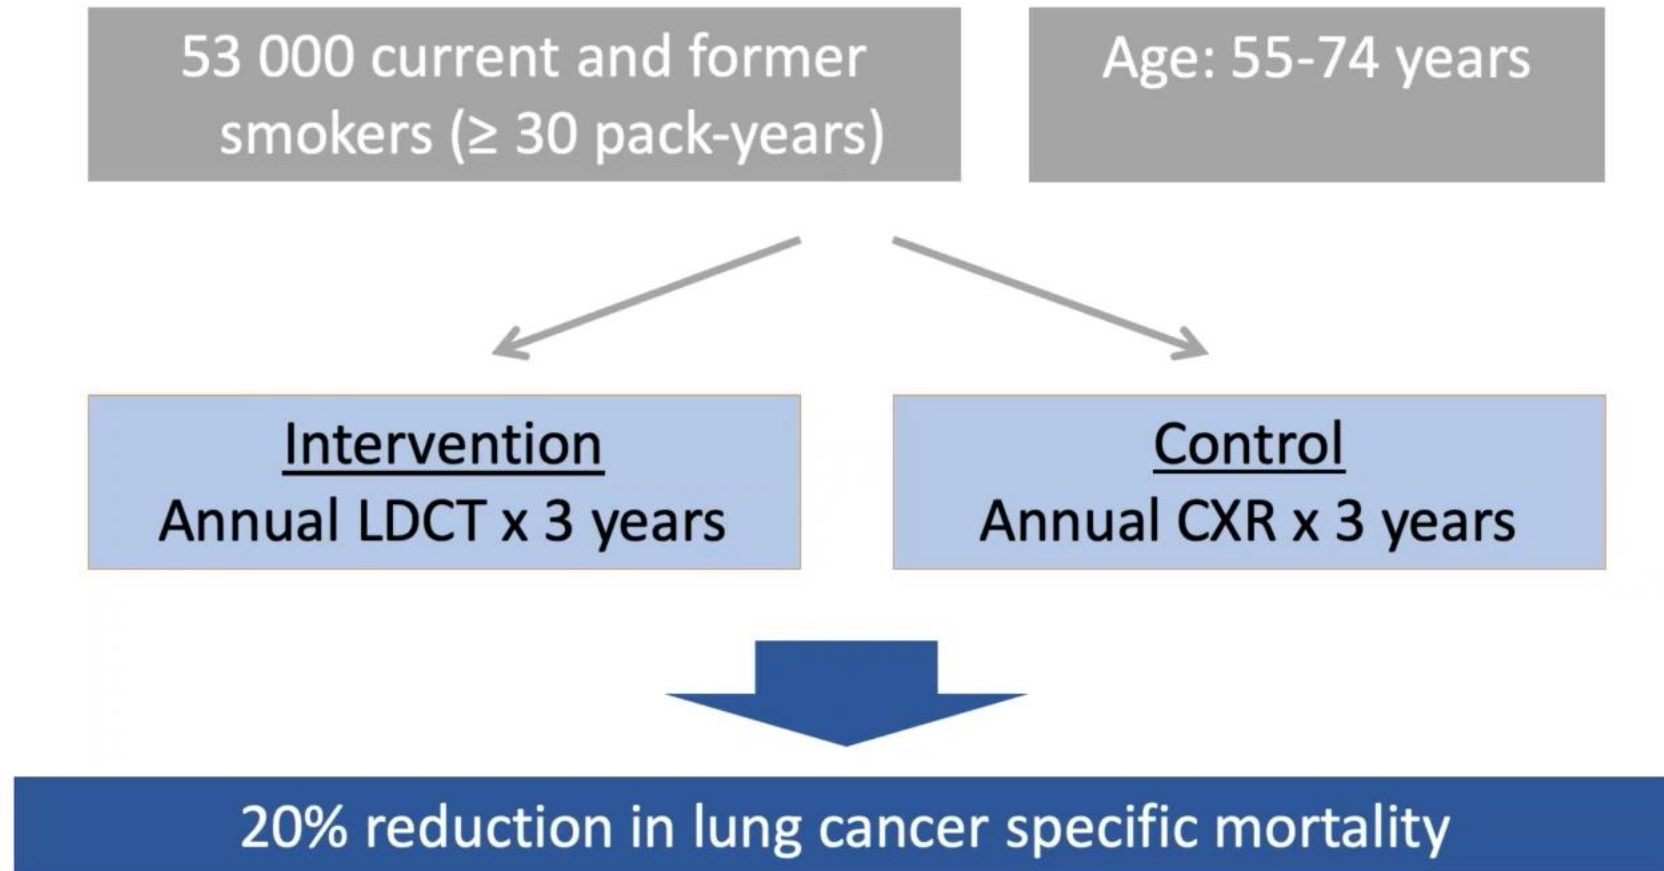 53 000 current and former
smokers (≥ 30 pack-years)
Age: 55-74 years
Intervention
Annual LDCT x 3 years
Control
Annual CXR x 3 years
20% reduction in lung cancer specific mortality